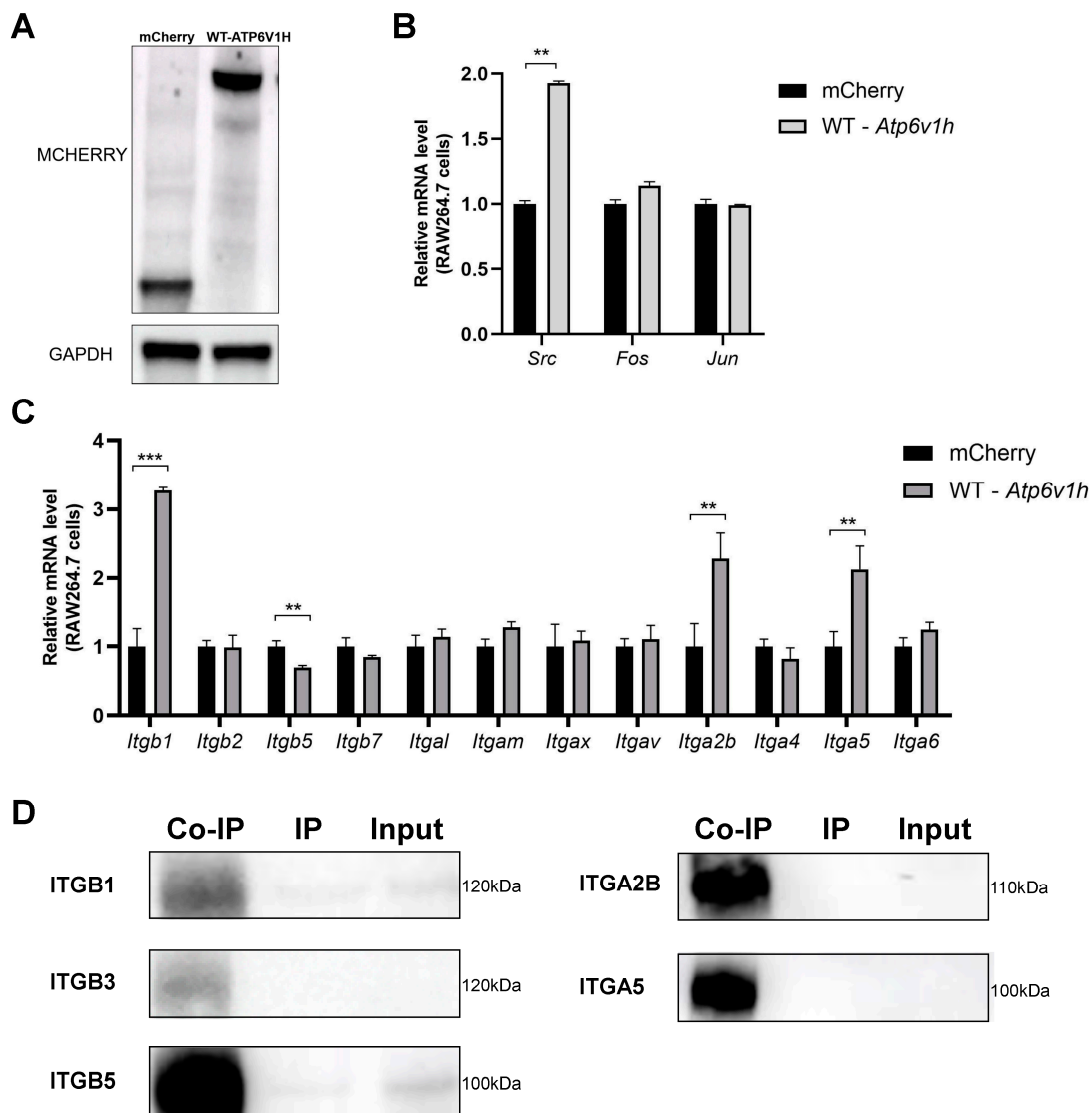 A
mCherry WT-ATP6V1H
MCHERRY
GAPDH
B
**
2.0
1.5
1.0
0.5
0.0
Relative mRNA level
(RAW264.7 cells)
Src Fos Jun
mCherry
WT - Atp6v1h
C
4
3
2
1
0
Relative mRNA level
(RAW264.7 cells)
***
**
**
**
Itgb1 Itgb2 Itgb5 Itgb7 Itgal Itgam Itgax Itgav Itga2b Itga4 Itga5 Itga6
mCherry
WT - Atp6v1h
D
Co-IP IP Input
ITGB1 120kDa
ITGB3 120kDa
ITGB5 100kDa
Co-IP IP Input
ITGA2B 110kDa
ITGA5 100kDa